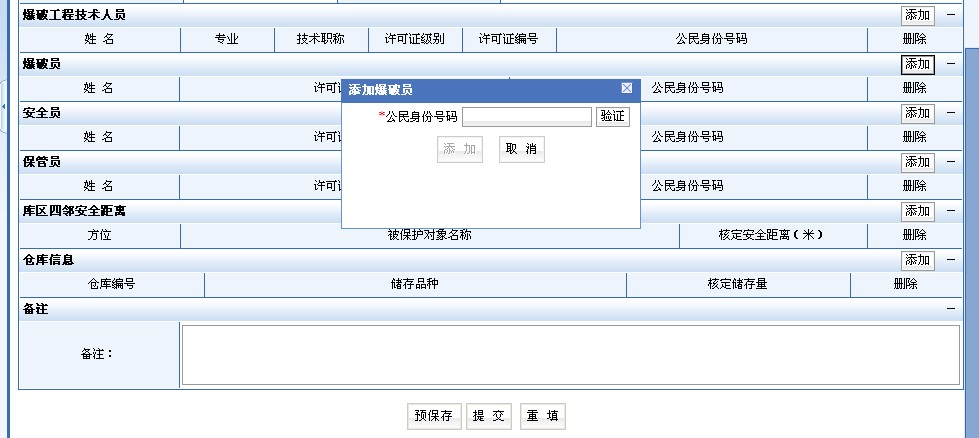 爆破工程技术人员 添加
姓 名 专业 技术职称 许可证级别 许可证编号 公民身份号码 删除
爆破员 添加
姓 名 许可 公民身份号码 删除
添加爆破员
*公民身份号码 验证
添 加 取 消
安全员 添加
姓 名 许可 公民身份号码 删除
保管员 添加
姓 名 许可 公民身份号码 删除
库区四邻安全距离 添加
方位 被保护对象名称 核定安全距离(米) 删除
仓库信息 添加
仓库编号 储存品种 核定储存量 删除
备注
备注：
预保存 提 交 重 填